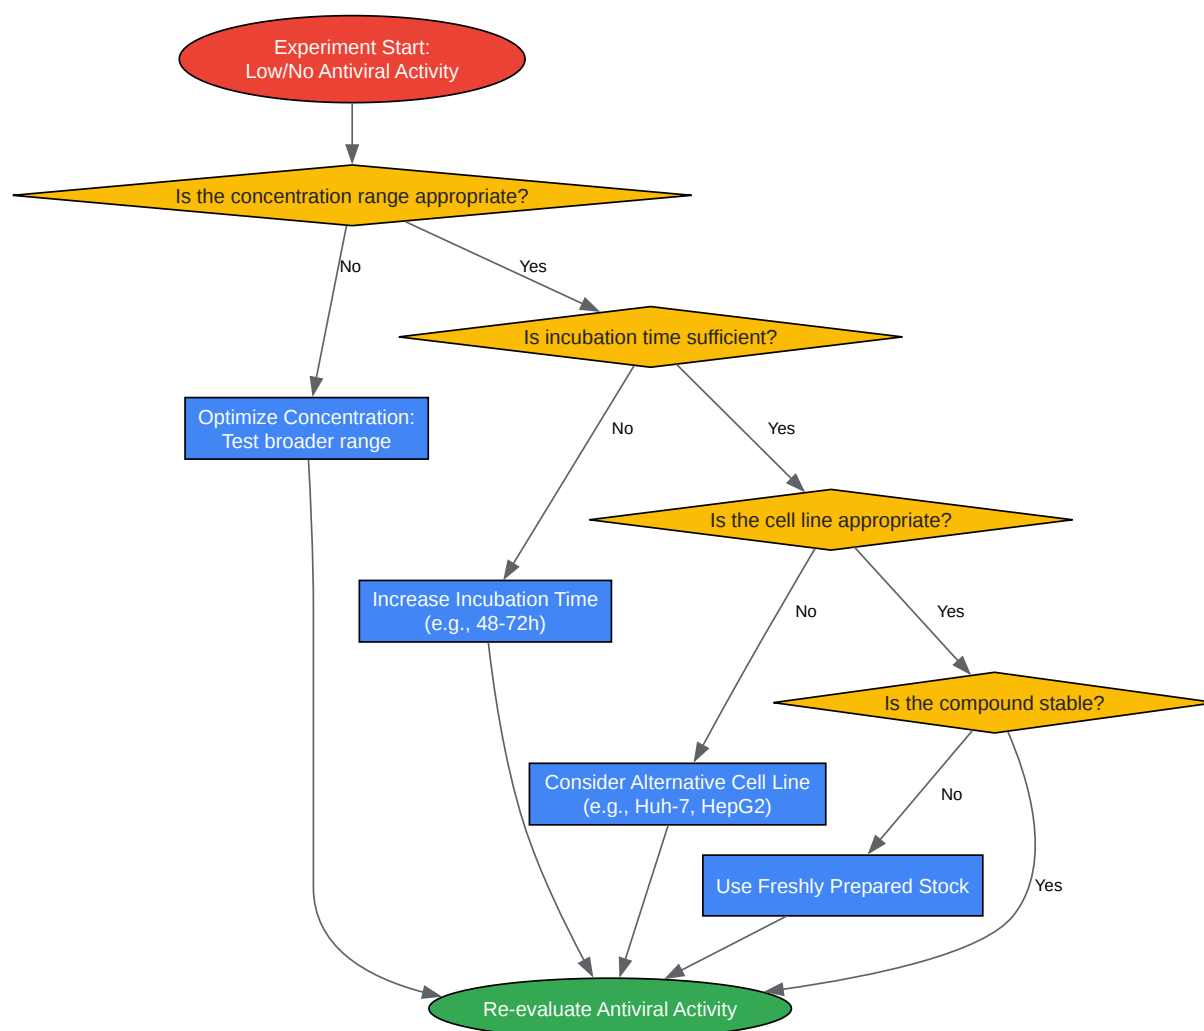 Experiment Start:
Low/No Antiviral Activity
Is the concentration range appropriate?
No
Yes
Is incubation time sufficient?
Optimize Concentration:
Test broader range
No
Yes
Is the cell line appropriate?
Increase Incubation Time
(e.g., 48-72h)
No
Yes
Is the compound stable?
Consider Alternative Cell Line
(e.g., Huh-7, HepG2)
No
Use Freshly Prepared Stock
Yes
Re-evaluate Antiviral Activity